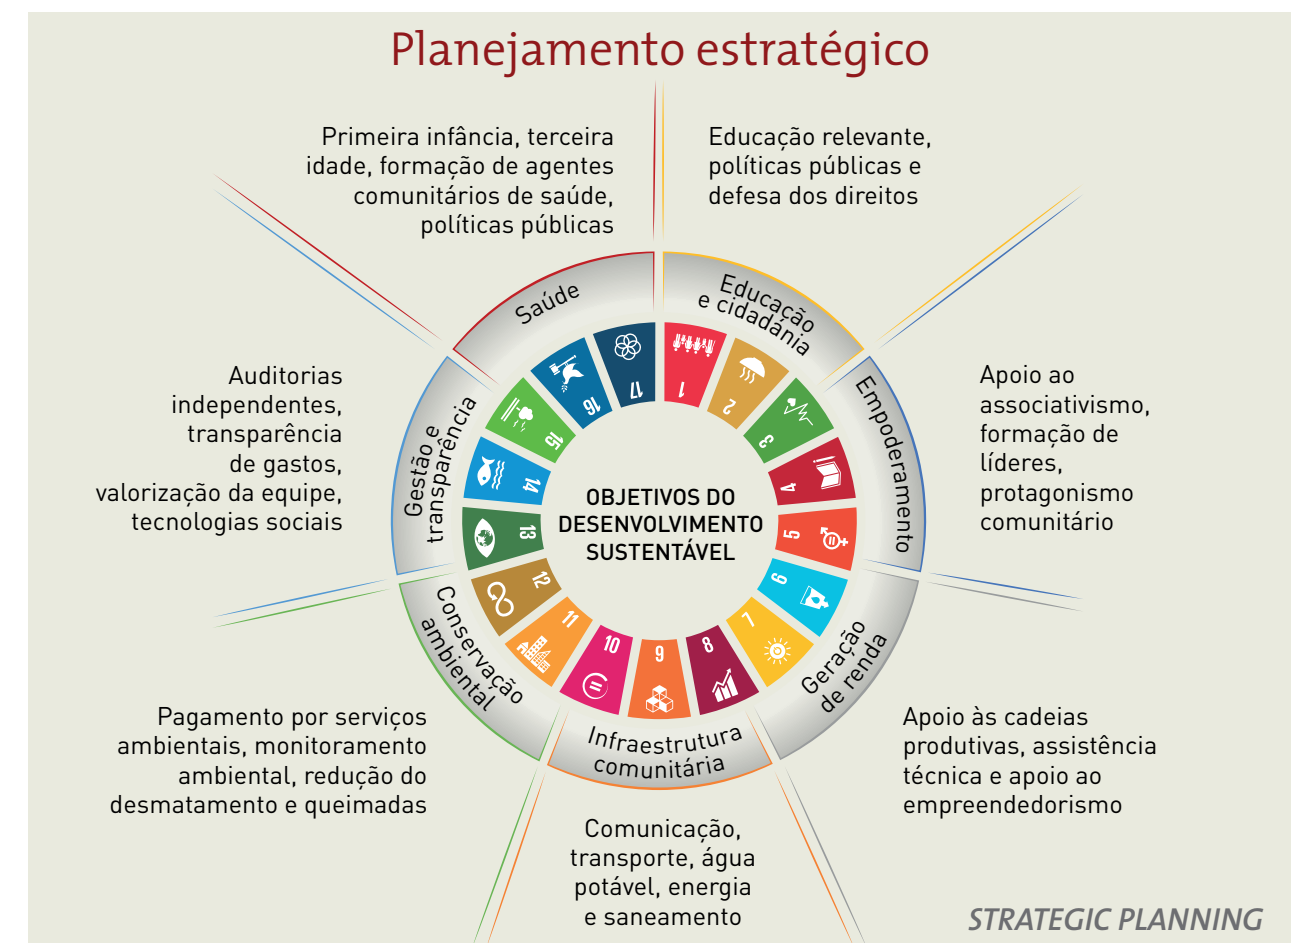 Planejamento estratégico
Primeira infância, terceira
idade, formação de agentes
comunitários de saúde,
políticas públicas
Educação relevante,
políticas públicas e
defesa dos direitos
Saúde
Educação
e cidadánia
Auditorias
independentes,
transparência
de gastos,
valorização da equipe,
tecnologias sociais
Gestão e
transparência
Empoderamento
Apoio ao
associativismo,
formação de
líderes,
protagonismo
comunitário
1
2
3
4
5
6
7
8
9
10
11
12
13
14
15
16
17
OBJETIVOS DO
DESENVOLVIMENTO
SUSTENTÁVEL
Conservação
ambiental
Geração
de renda
Infraestrutura
comunitária
Pagamento por serviços
ambientais, monitoramento
ambiental, redução do
desmatamento e queimadas
Apoio às cadeias
produtivas, assistência
técnica e apoio ao
empreendedorismo
Comunicação,
transporte, água
potável, energia
e saneamento
STRATEGIC PLANNING